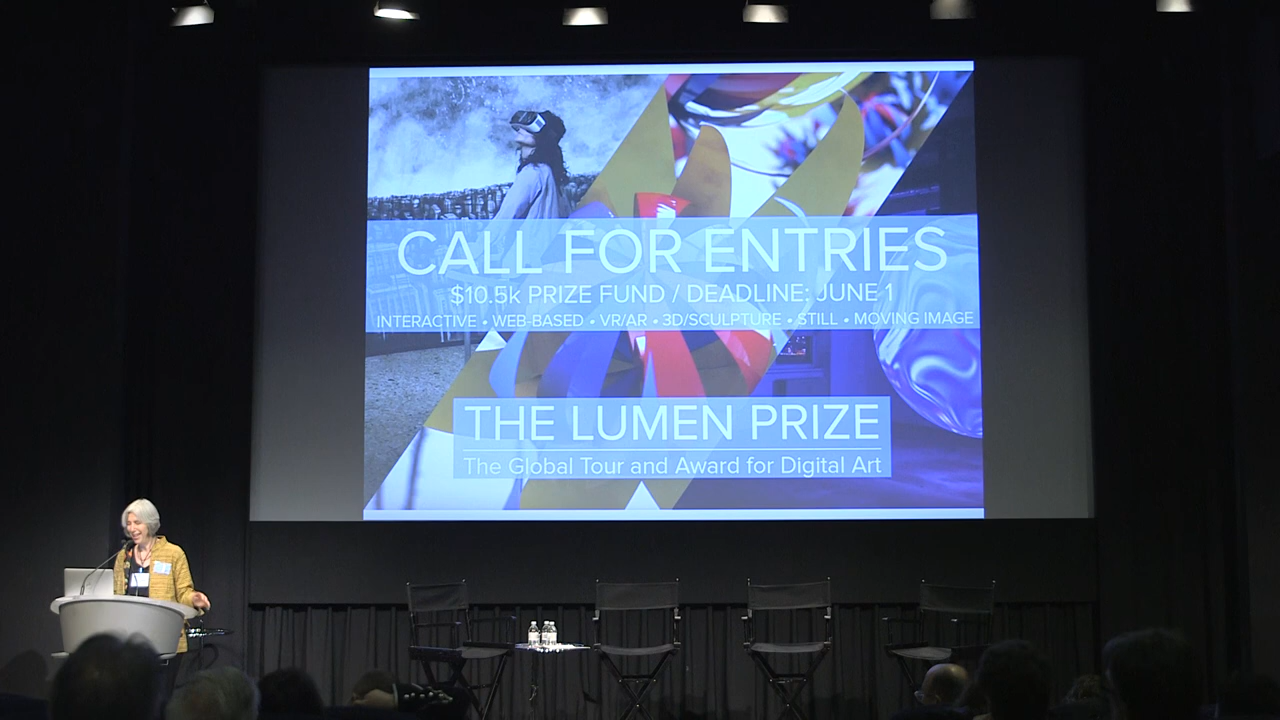 CALL FOR ENTRIES
$10.5k PRIZE FUND / DEADLINE: JUNE 1
INTERACTIVE • WEB-BASED • VR/AR • 3D/SCULPTURE • STILL • MOVING IMAGE
THE LUMEN PRIZE
The Global Tour and Award for Digital Art